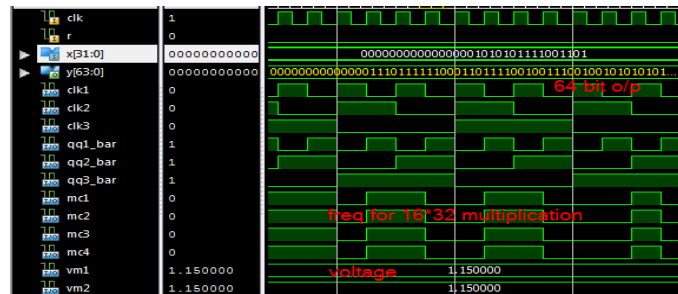 clk 1
r 0
x[31:0] 00000000000 00000000000000001010101111001101
y[63:0] 00000000000
clk1 0 64 bit o/p
clk2 0
clk3 0
qq1_bar 1
qq2_bar 1
qq3_bar 1
mc1 0
mc2 0 freq for 16*32 multiplication
mc3 0
mc4 0
vm1 1.150000 voltage 1.150000
vm2 1.150000 1.150000